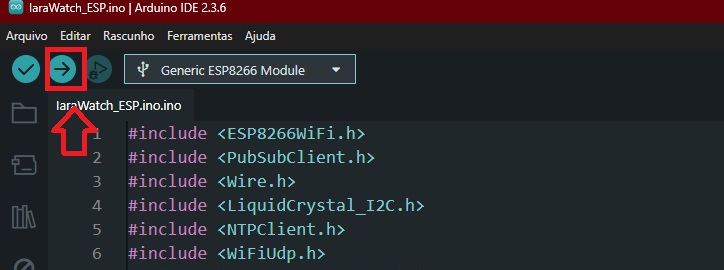 IaraWatch_ESP.ino | Arduino IDE 2.3.6
Arquivo Editar Rascunho Ferramentas Ajuda
Generic ESP8266 Module
IaraWatch_ESP.ino.ino
1 #include <ESP8266WiFi.h>
2 #include <PubSubClient.h>
3 #include <Wire.h>
4 #include <LiquidCrystal_I2C.h>
5 #include <NTPClient.h>
6 #include <WiFiUdp.h>